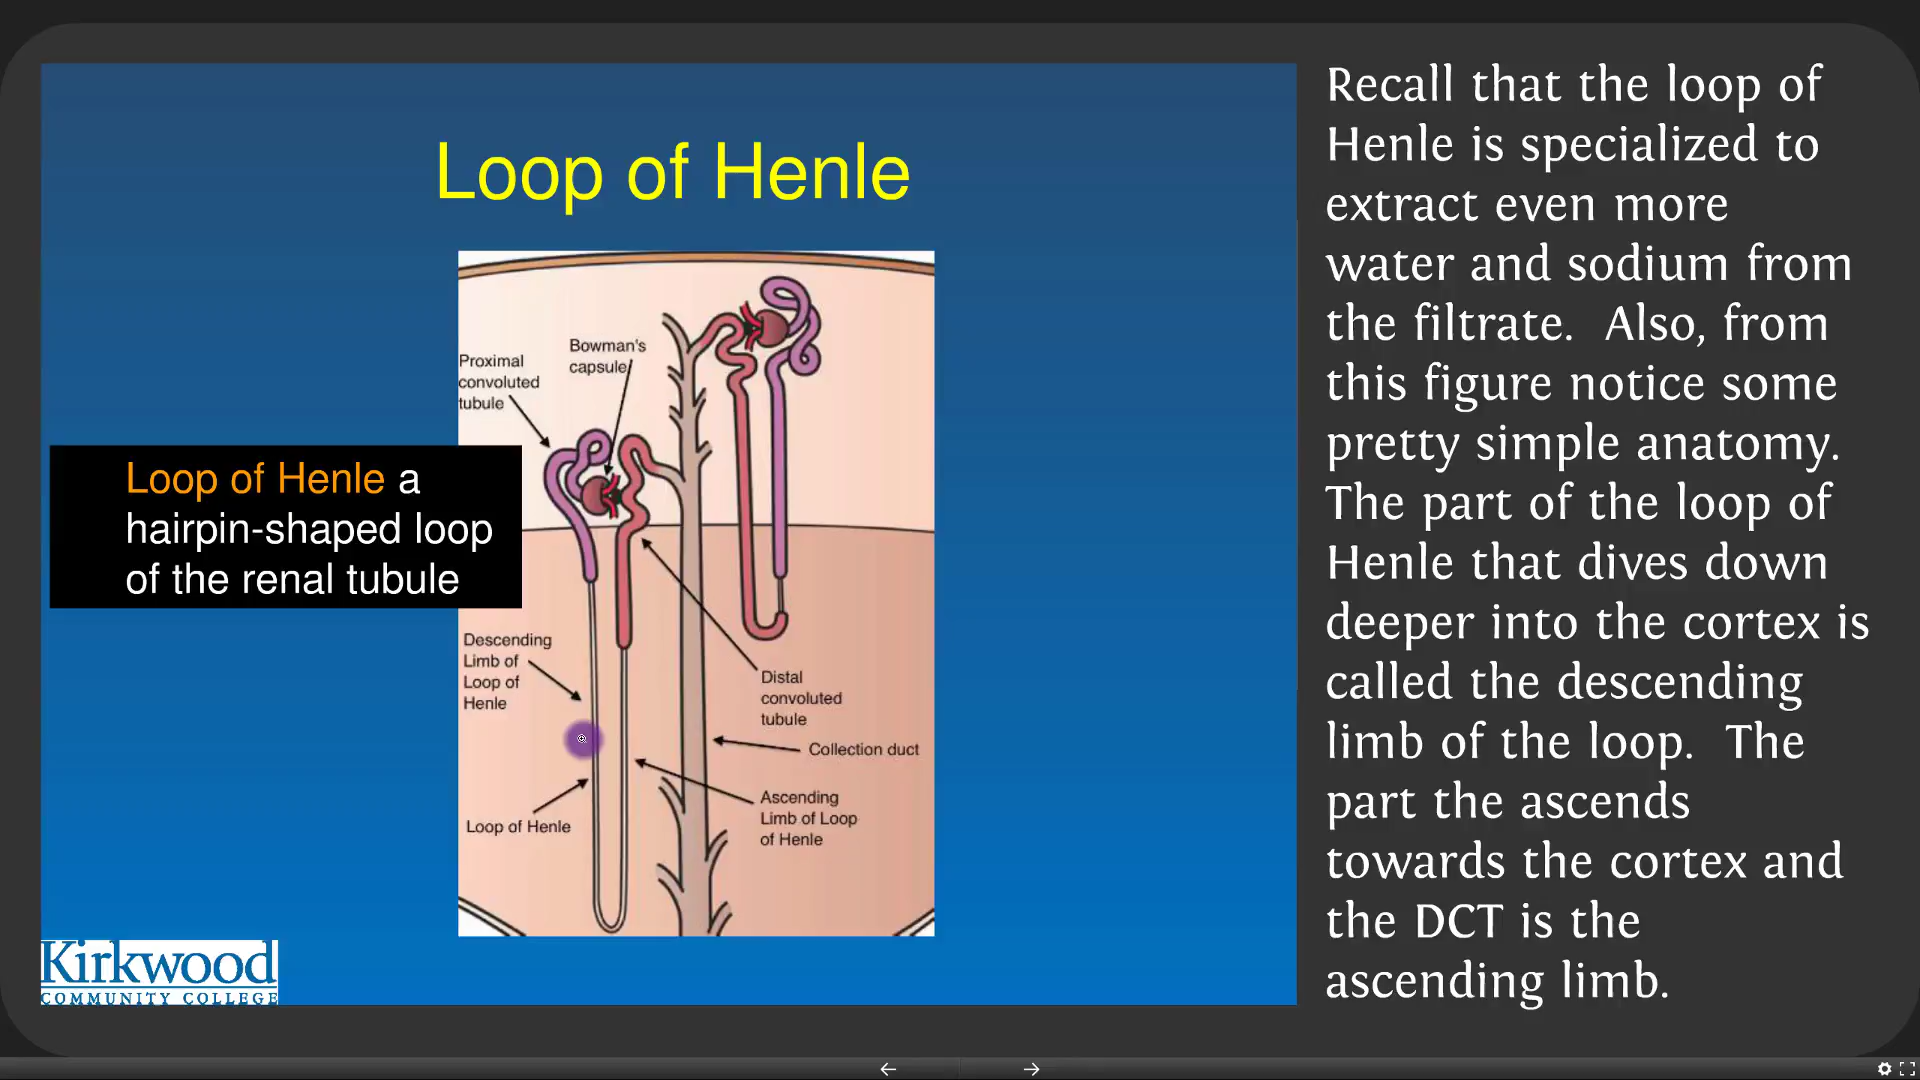 Loop of Henle
Proximal
convoluted
tubule
Bowman's
capsule
Loop of Henle a
hairpin-shaped loop
of the renal tubule
Descending
Limb of
Loop of
Henle
Loop of Henle
Distal
convoluted
tubule
Collection duct
Ascending
Limb of Loop
of Henle
Kirkwood
COMMUNITY COLLEGE
Recall that the loop of
Henle is specialized to
extract even more
water and sodium from
the filtrate.  Also, from
this figure notice some
pretty simple anatomy.
The part of the loop of
Henle that dives down
deeper into the cortex is
called the descending
limb of the loop.  The
part the ascends
towards the cortex and
the DCT is the
ascending limb.